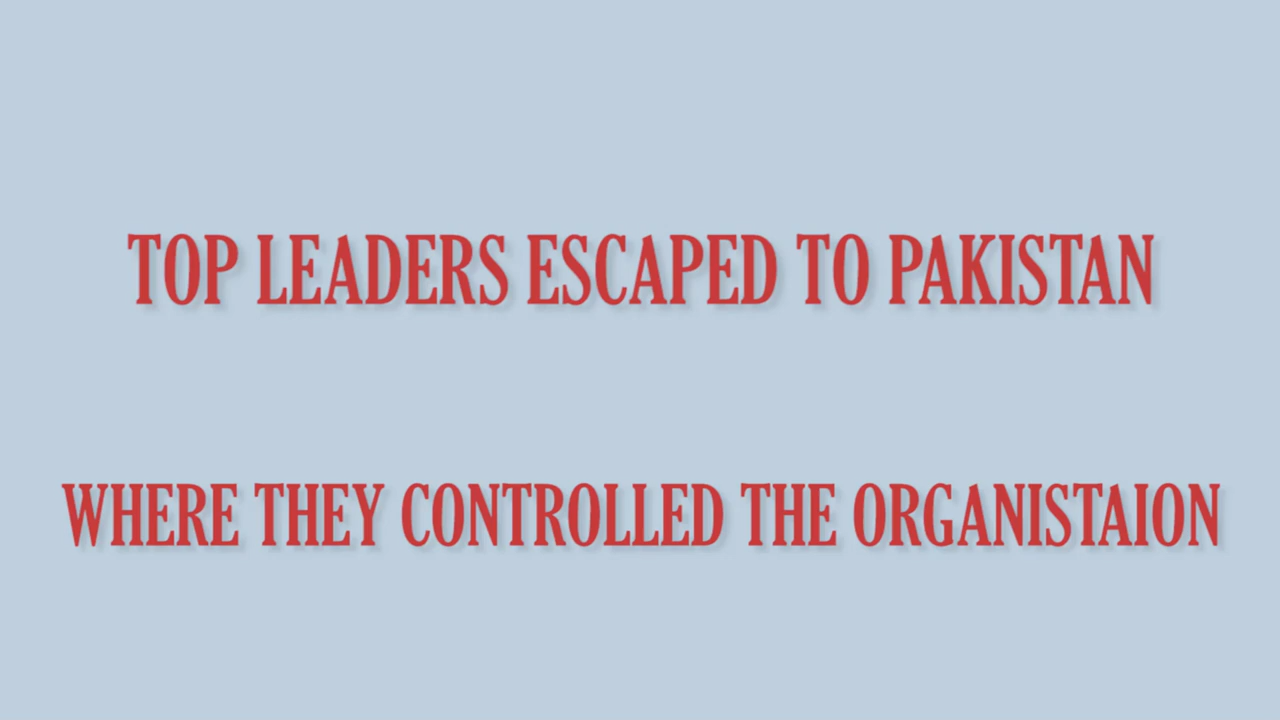 TOP LEADERS ESCAPED TO PAKISTAN
WHERE THEY CONTROLLED THE ORGANISTAION